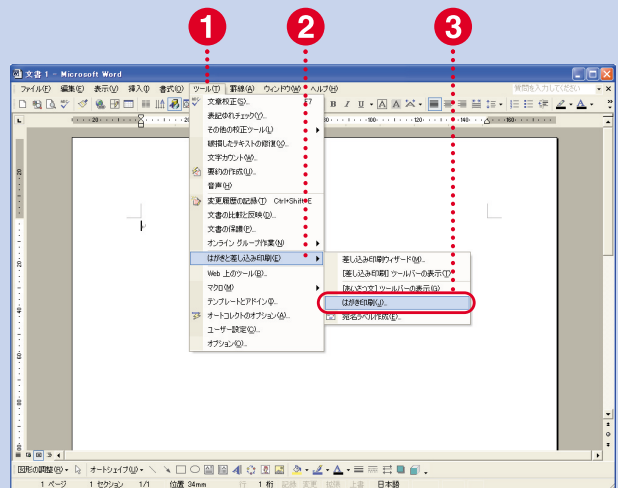 1 2 3
文書 1 - Microsoft Word
ファイル(F) 編集(E) 表示(V) 挿入(I) 書式(O) ツール(T) 罫線(A) ウィンドウ(W) ヘルプ(H) 質問を入力してください
文章校正(S)... F7
表記ゆれチェック(Y)...
その他の校正ツール(L)
破損したテキストの修復(X)...
文字カウント(W)...
要約の作成(U)...
音声(H)
変更履歴の記録(T) Ctrl+Shift+E
文書の比較と反映(D)...
文書の保護(P)...
オンライン グループ作業(N)
はがきと差し込み印刷(E)
Web 上のツール(B)...
マクロ(M)
テンプレートとアドイン(I)...
オートコレクトのオプション(A)...
ユーザー設定(C)...
オプション(O)...
差し込み印刷ウィザード(M)...
[差し込み印刷] ツールバーの表示(T)
[あいさつ文] ツールバーの表示(G)
はがき印刷(J)...
宛名ラベル作成(E)...
図形の調整(R) オートシェイプ(U)
1 ページ 1 セクション 1/1 位置 34mm 行 1 桁 記録 変更 拡張 上書 日本語